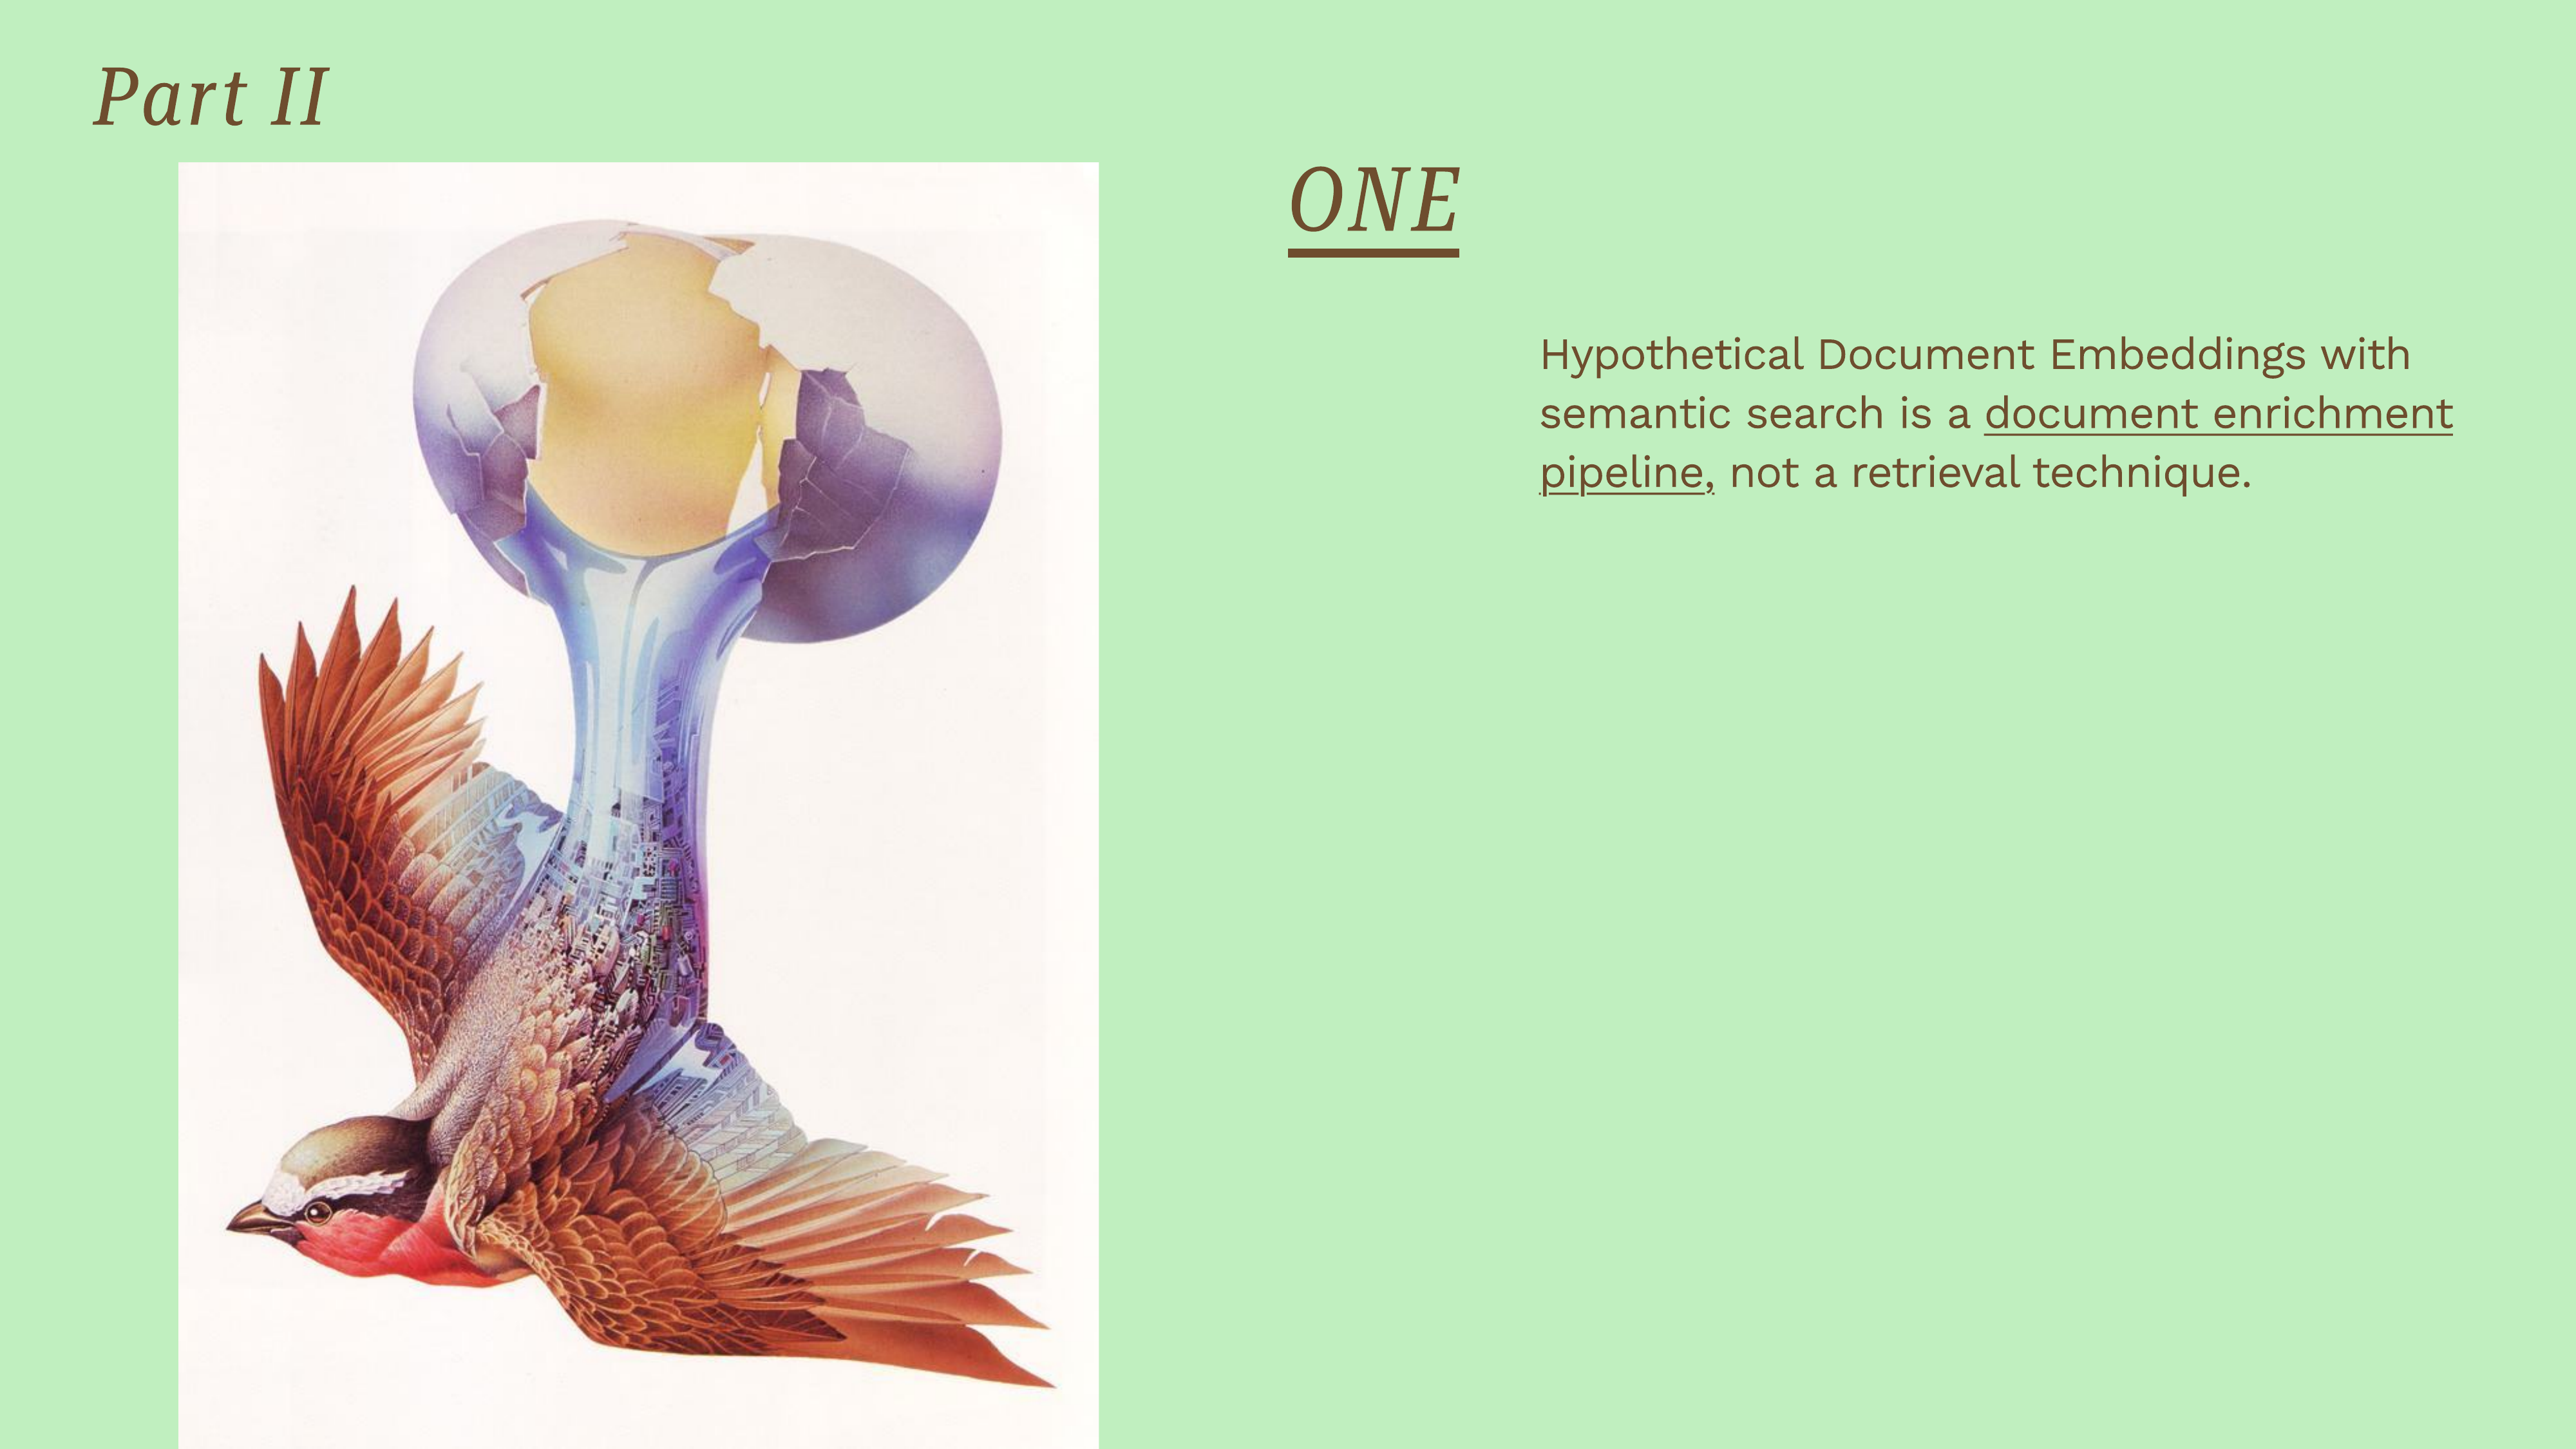 Part II
ONE
Hypothetical Document Embeddings with
semantic search is a document enrichment
pipeline, not a retrieval technique.